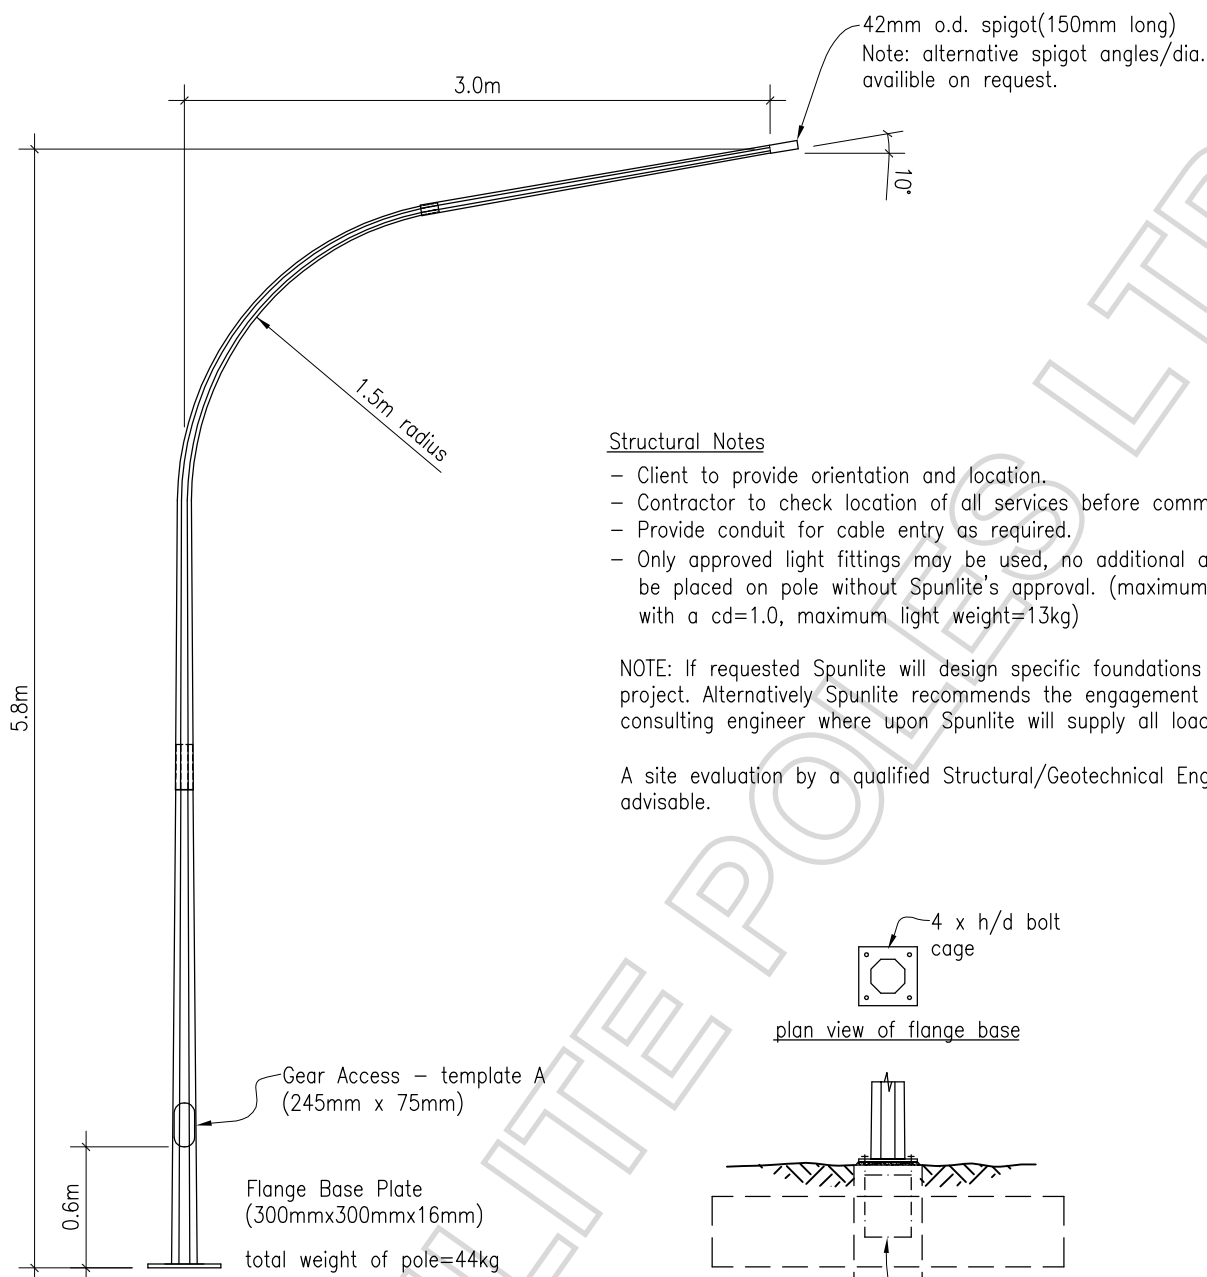 42mm o.d. spigot(150mm long)
Note: alternative spigot angles/dia.
availible on request.
3.0m
10°
1.5m radius
5.8m
Structural Notes
- Client to provide orientation and location.
- Contractor to check location of all services before comm
- Provide conduit for cable entry as required.
- Only approved light fittings may be used, no additional a
be placed on pole without Spunlite's approval. (maximum
with a cd=1.0, maximum light weight=13kg)
NOTE: If requested Spunlite will design specific foundations
project. Alternatively Spunlite recommends the engagement
consulting engineer where upon Spunlite will supply all load
A site evaluation by a qualified Structural/Geotechnical Eng
advisable.
4 x h/d bolt
cage
plan view of flange base
Gear Access - template A
(245mm x 75mm)
0.6m
Flange Base Plate
(300mmx300mmx16mm)
total weight of pole=44kg
LITE POLES LT